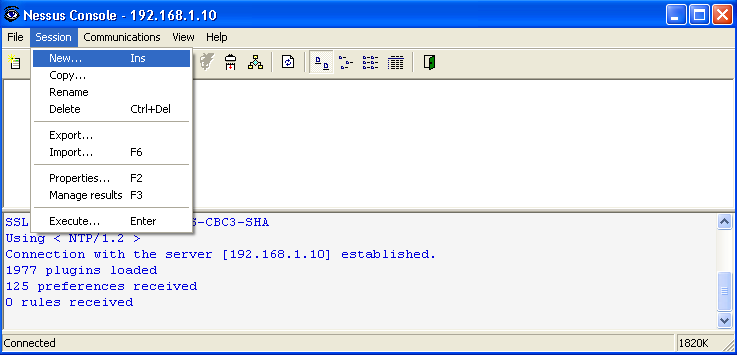 Nessus Console - 192.168.1.10
File Session Communications View Help
New... Ins
Copy...
Rename
Delete Ctrl+Del
Export...
Import... F6
Properties... F2
Manage results F3
Execute... Enter
SSL -CBC3-SHA
Using < NTP/1.2 >
Connection with the server [192.168.1.10] established.
1977 plugins loaded
125 preferences received
0 rules received
Connected 1820K